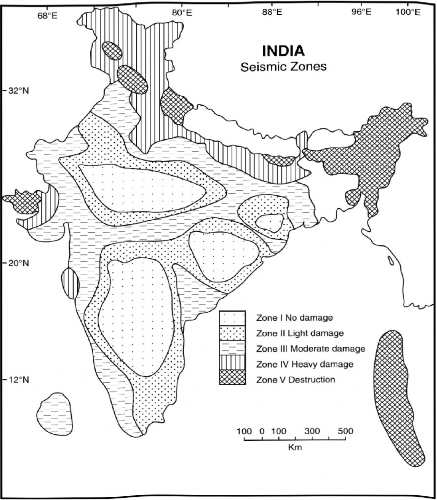 68°E
80°E
88°E
96°E
100°E
INDIA
Seismic Zones
32°N
20°N
12°N
Zone I No damage
Zone II Light damage
Zone III Moderate damage
Zone IV Heavy damage
Zone V Destruction
100 0 100 300 500
Km